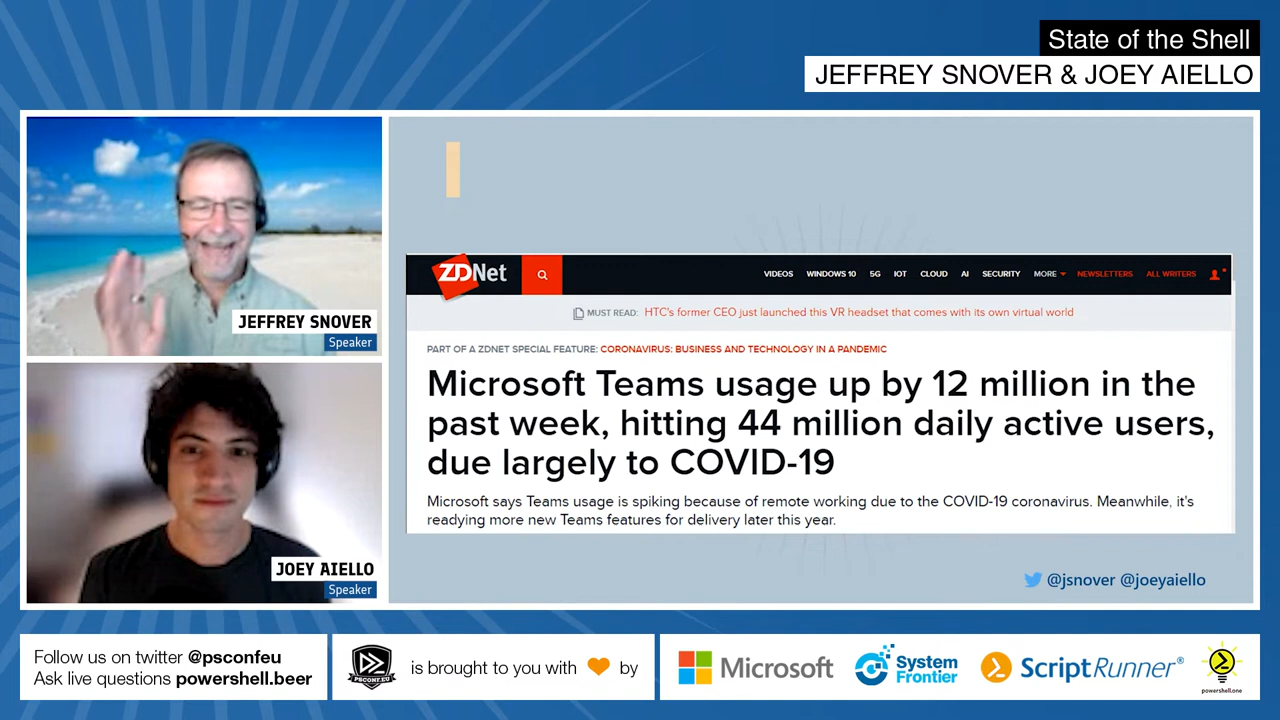 State of the Shell
JEFFREY SNOVER & JOEY AIELLO
JEFFREY SNOVER
Speaker
JOEY AIELLO
Speaker
ZDNet
VIDEOS WINDOWS 10 5G IOT CLOUD AI SECURITY MORE NEWSLETTERS ALL WRITERS
MUST READ: HTC's former CEO just launched this VR headset that comes with its own virtual world
PART OF A ZDNET SPECIAL FEATURE: CORONAVIRUS: BUSINESS AND TECHNOLOGY IN A PANDEMIC
Microsoft Teams usage up by 12 million in the
past week, hitting 44 million daily active users,
due largely to COVID-19
Microsoft says Teams usage is spiking because of remote working due to the COVID-19 coronavirus. Meanwhile, it's
readying more new Teams features for delivery later this year.
@jsnover @joeyaiello
Follow us on twitter @psconfeu
Ask live questions powershell.beer
PSCONF.EU
is brought to you with by
Microsoft
System
Frontier
ScriptRunner®
powershell.one